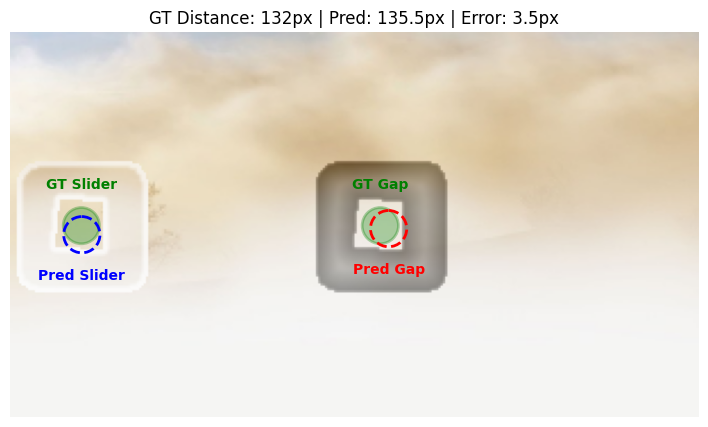 GT Distance: 132px | Pred: 135.5px | Error: 3.5px
GT Slider
GT Gap
Pred Gap
Pred Slider